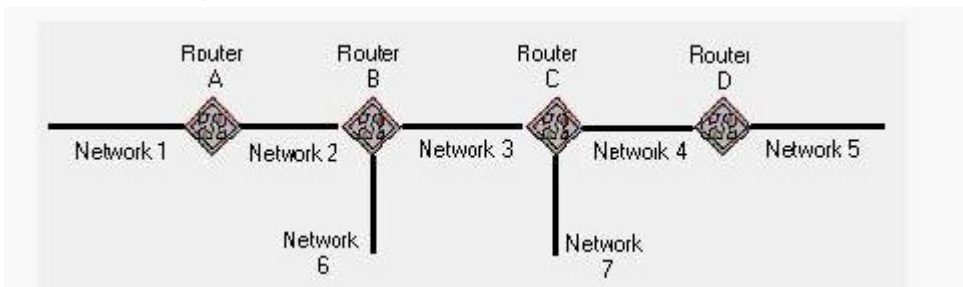 Router
A
Router
B
Router
C
Router
D
Network 1
Network 2
Network 3
Network 4
Network 5
Network
6
Network
7